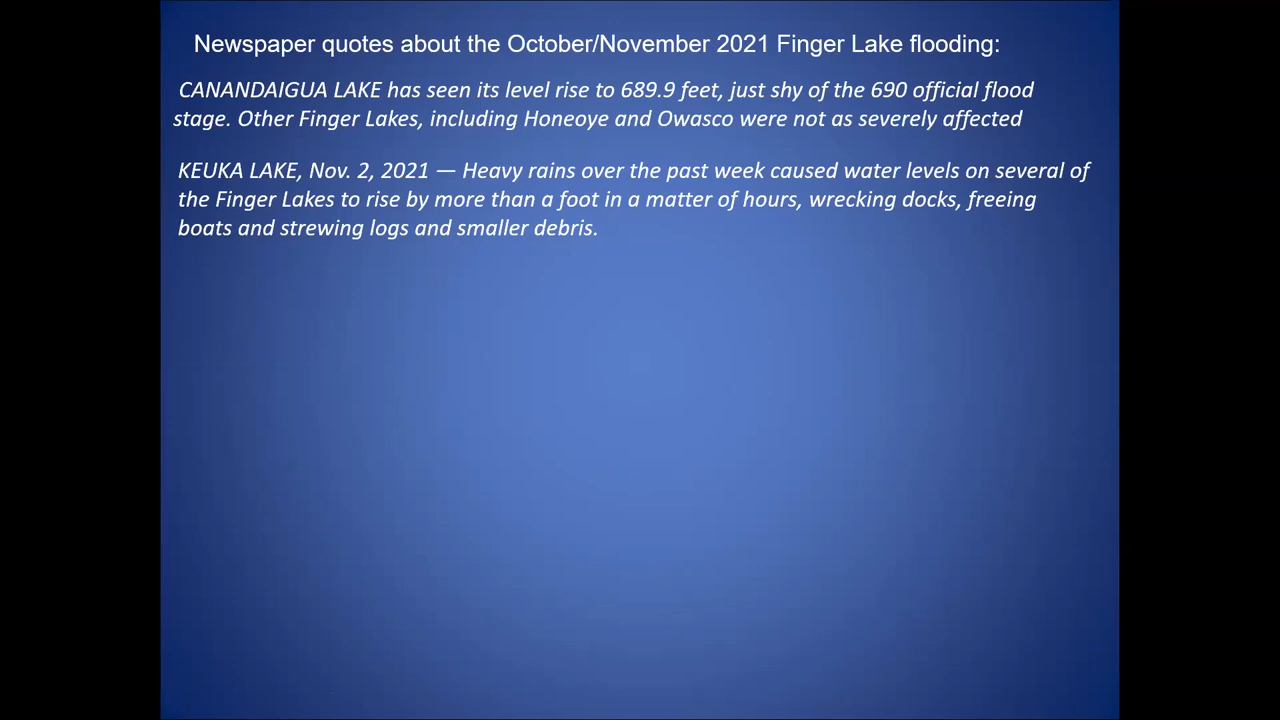 Newspaper quotes about the October/November 2021 Finger Lake flooding:
CANANDAIGUA LAKE has seen its level rise to 689.9 feet, just shy of the 690 official flood
stage. Other Finger Lakes, including Honeoye and Owasco were not as severely affected
KEUKA LAKE, Nov. 2, 2021 — Heavy rains over the past week caused water levels on several of
the Finger Lakes to rise by more than a foot in a matter of hours, wrecking docks, freeing
boats and strewing logs and smaller debris.